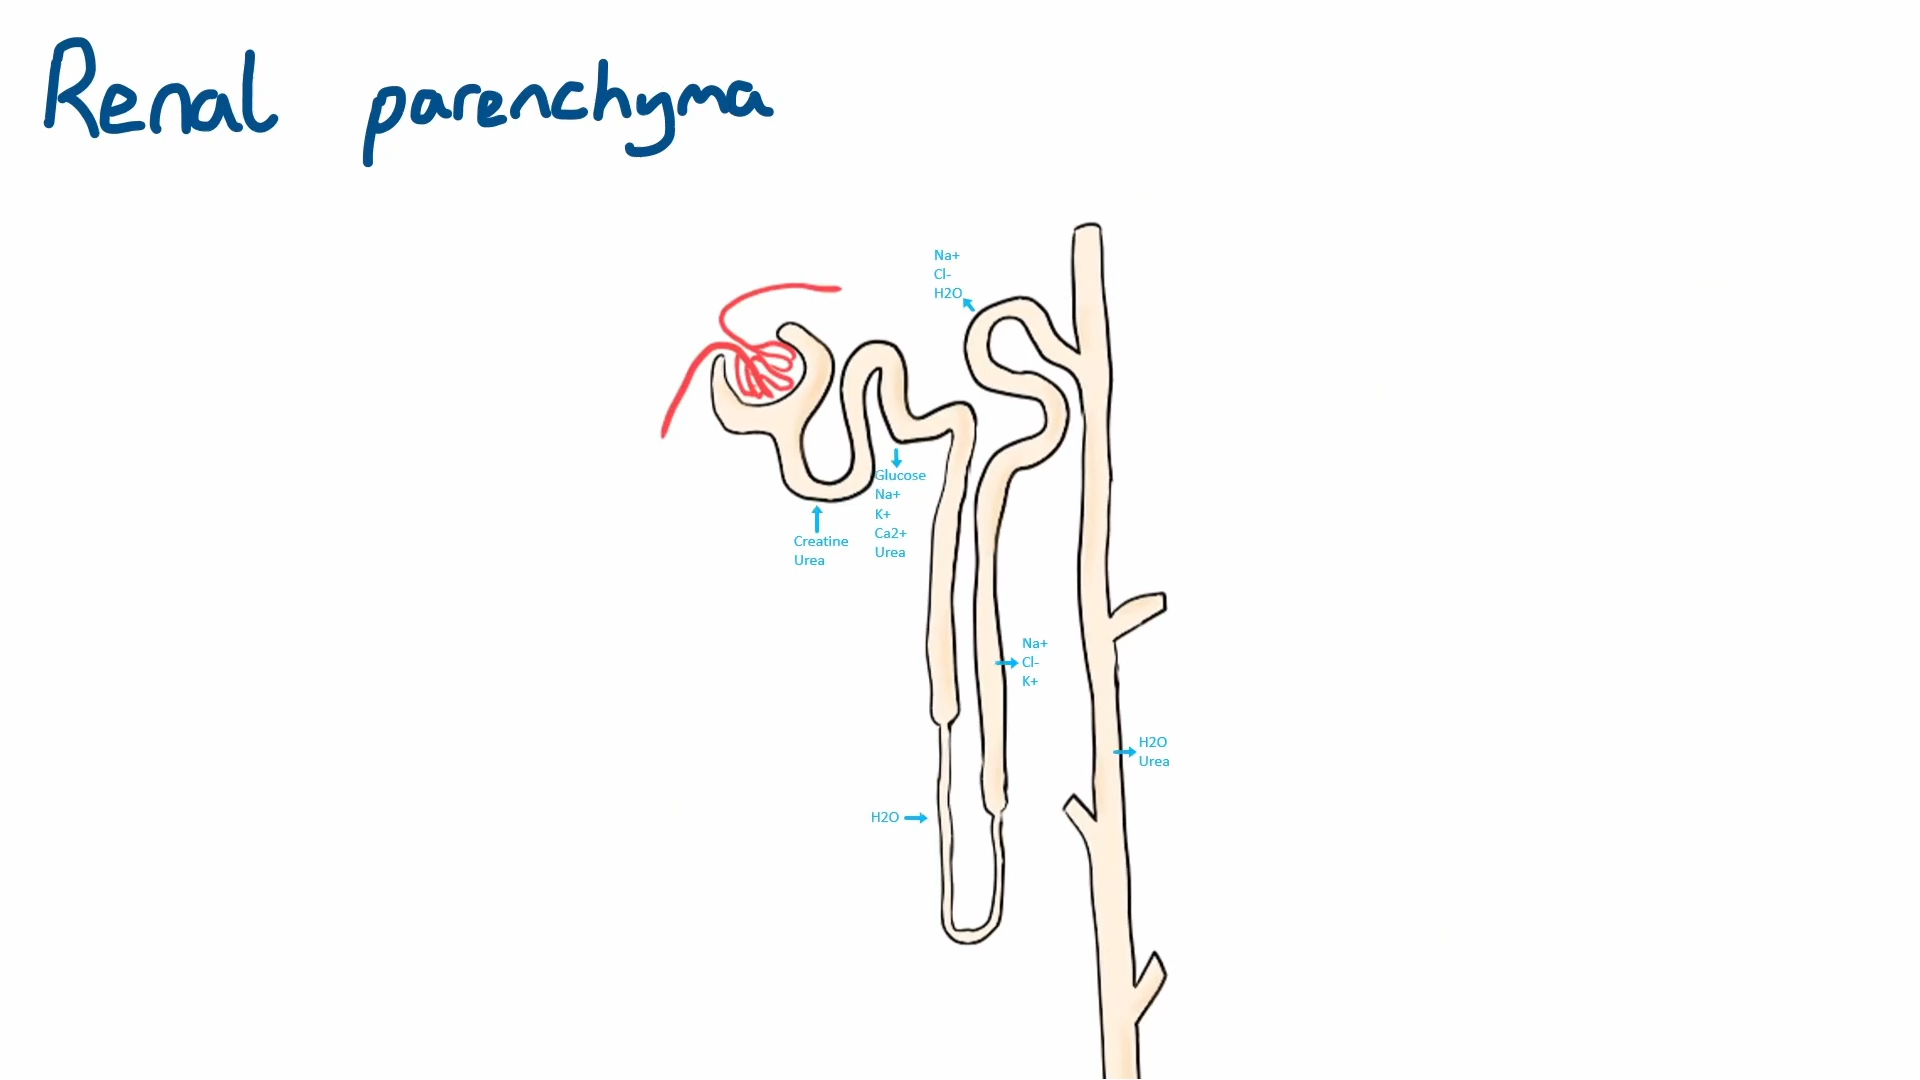 Renal parenchyma
Na+
Cl-
H2O
Glucose
Na+
K+
Ca2+
Urea
Creatine
Urea
Na+
Cl-
K+
H2O
Urea
H2O